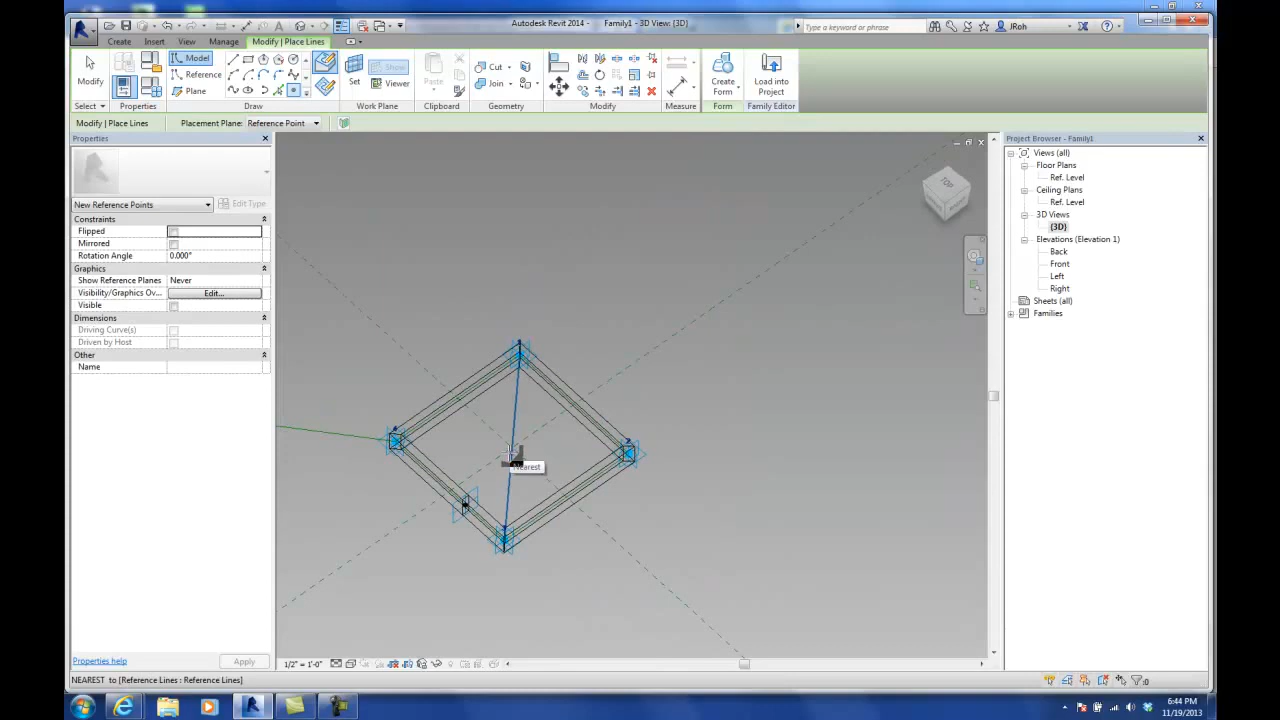 Autodesk Revit 2014 - Family1 - 3D View: {3D}
Type a keyword or phrase
JRoh
Create Insert View Manage Modify | Place Lines
Modify
Model
Reference
Plane
Set
Show
Viewer
Paste
Cut
Join
Create Form
Load into Project
Select Properties Draw Work Plane Clipboard Geometry Modify Measure Form Family Editor
Modify | Place Lines Placement Plane: Reference Point
Properties
New Reference Points Edit Type
Constraints
Flipped
Mirrored
Rotation Angle 0.000°
Graphics
Show Reference Planes Never
Visibility/Graphics Ov... Edit...
Visible
Dimensions
Driving Curve(s)
Driven by Host
Other
Name
Properties help Apply
TOP
Nearest
Project Browser - Family1
Views (all)
Floor Plans
Ref. Level
Ceiling Plans
Ref. Level
3D Views
{3D}
Elevations (Elevation 1)
Back
Front
Left
Right
Sheets (all)
Families
1/2" = 1'-0"
NEAREST to [Reference Lines : Reference Lines]
:0
6:44 PM
11/19/2013